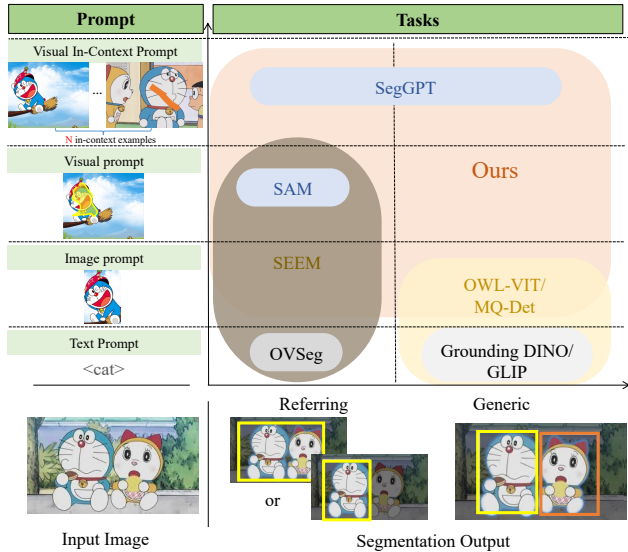 Prompt
Tasks
Visual In-Context Prompt
...
N in-context examples
SegGPT
Visual prompt
Ours
SAM
Image prompt
SEEM
OWL-VIT/
MQ-Det
Text Prompt
<cat>
OVSeg
Grounding DINO/
GLIP
Referring
Generic
or
Input Image
Segmentation Output